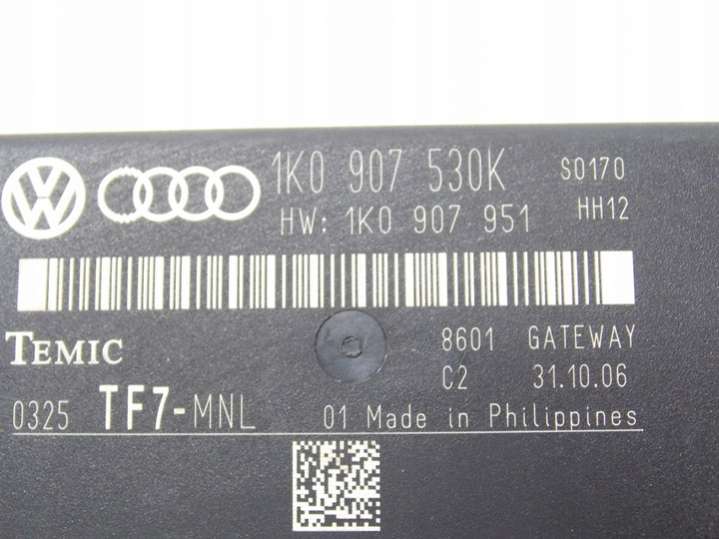 1K0 907 530K S0170
HW: 1K0 907 951 HH12
TEMIC 8601 GATEWAY
C2 31.10.06
0325 TF7-MNL 01 Made in Philippines